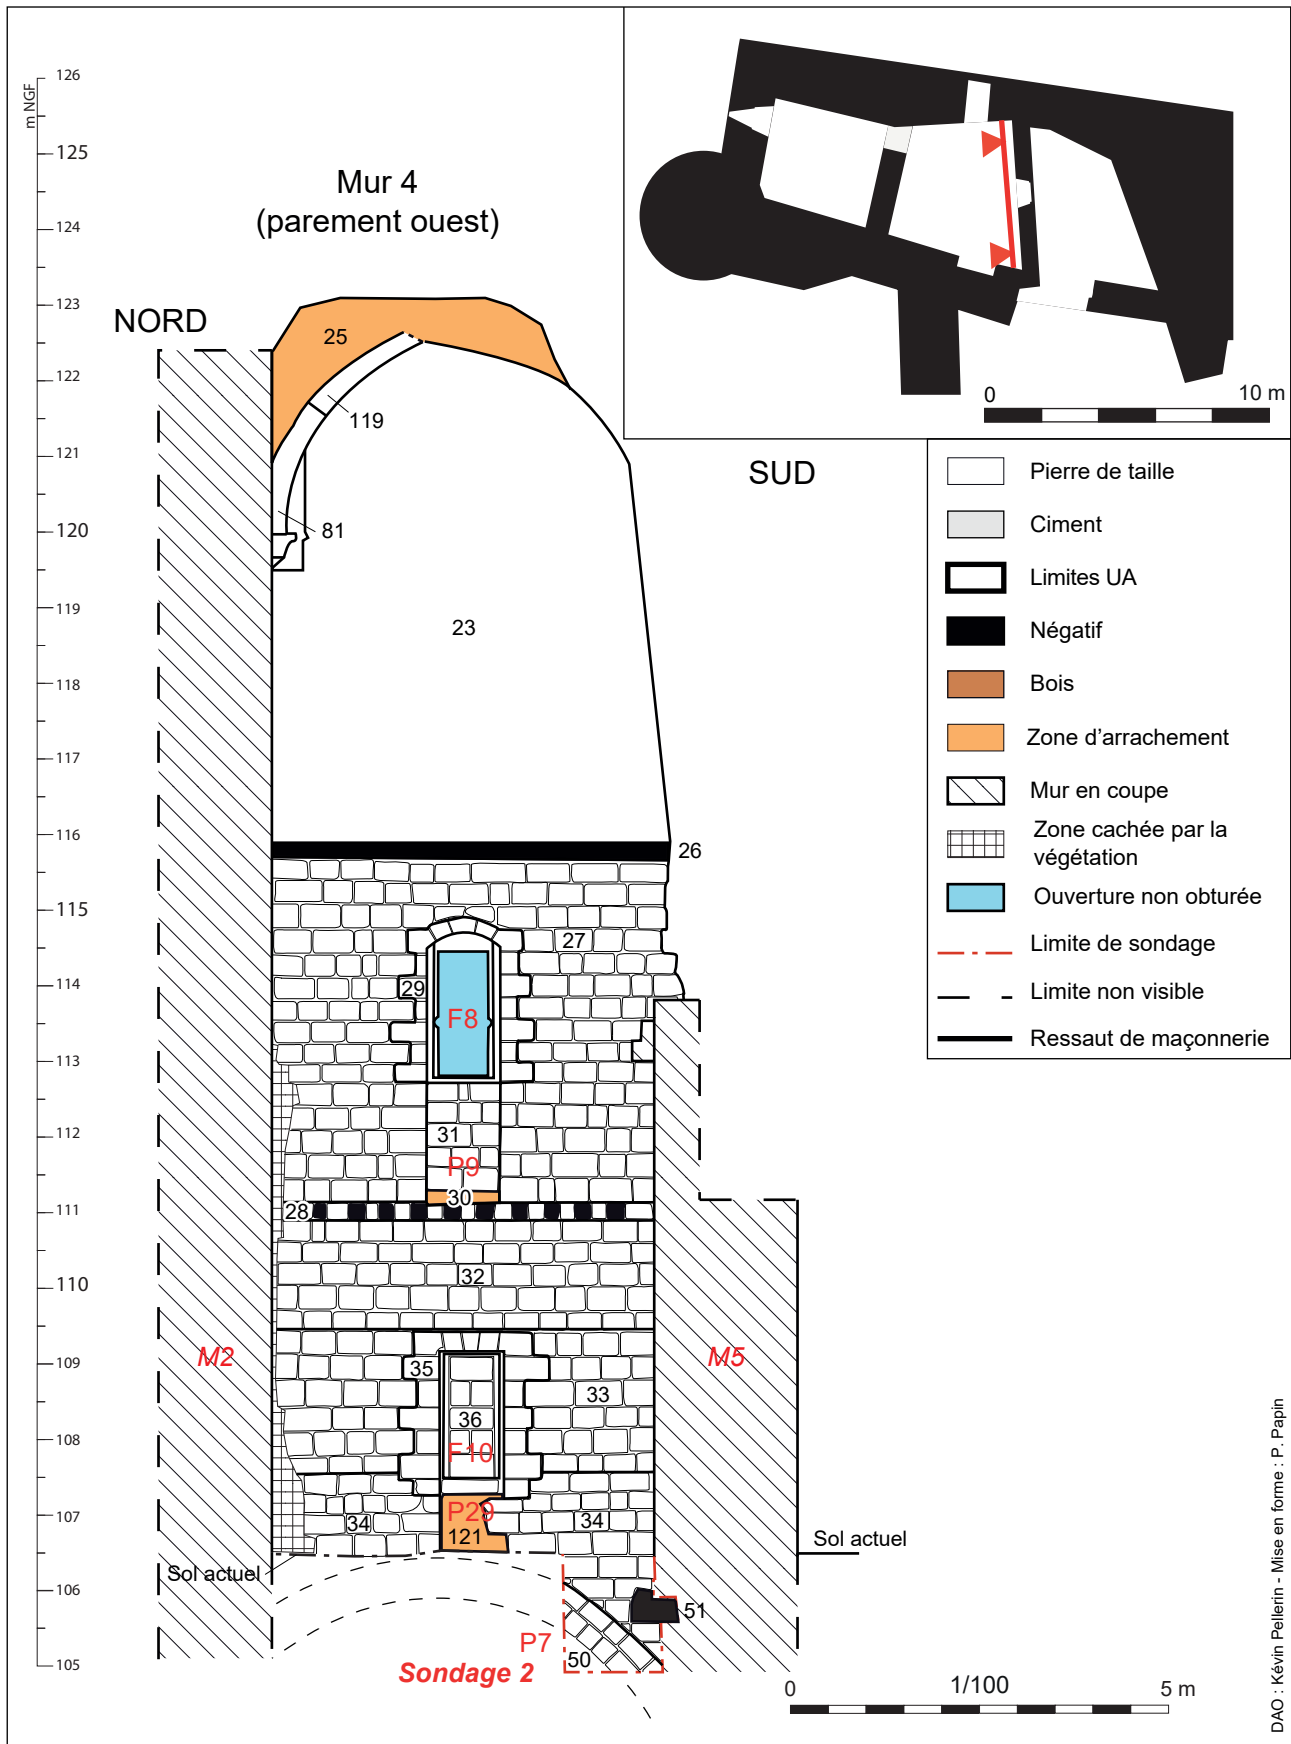 126
m NGF
125
124
123
122
121
120
119
118
117
116
115
114
113
112
111
110
109
108
107
106
105
Mur 4
(parement ouest)
NORD
SUD
25
119
81
23
26
27
29
F8
31
P9
30
28
32
M2
M5
35
33
36
F10
P29
34
121
34
Sol actuel
Sol actuel
51
P7
50
Sondage 2
0
10 m
Pierre de taille
Ciment
Limites UA
Négatif
Bois
Zone d'arrachement
Mur en coupe
Zone cachée par la
végétation
Ouverture non obturée
Limite de sondage
Limite non visible
Ressaut de maçonnerie
0
1/100
5 m
DAO : Kévin Pellerin - Mise en forme : P. Papin